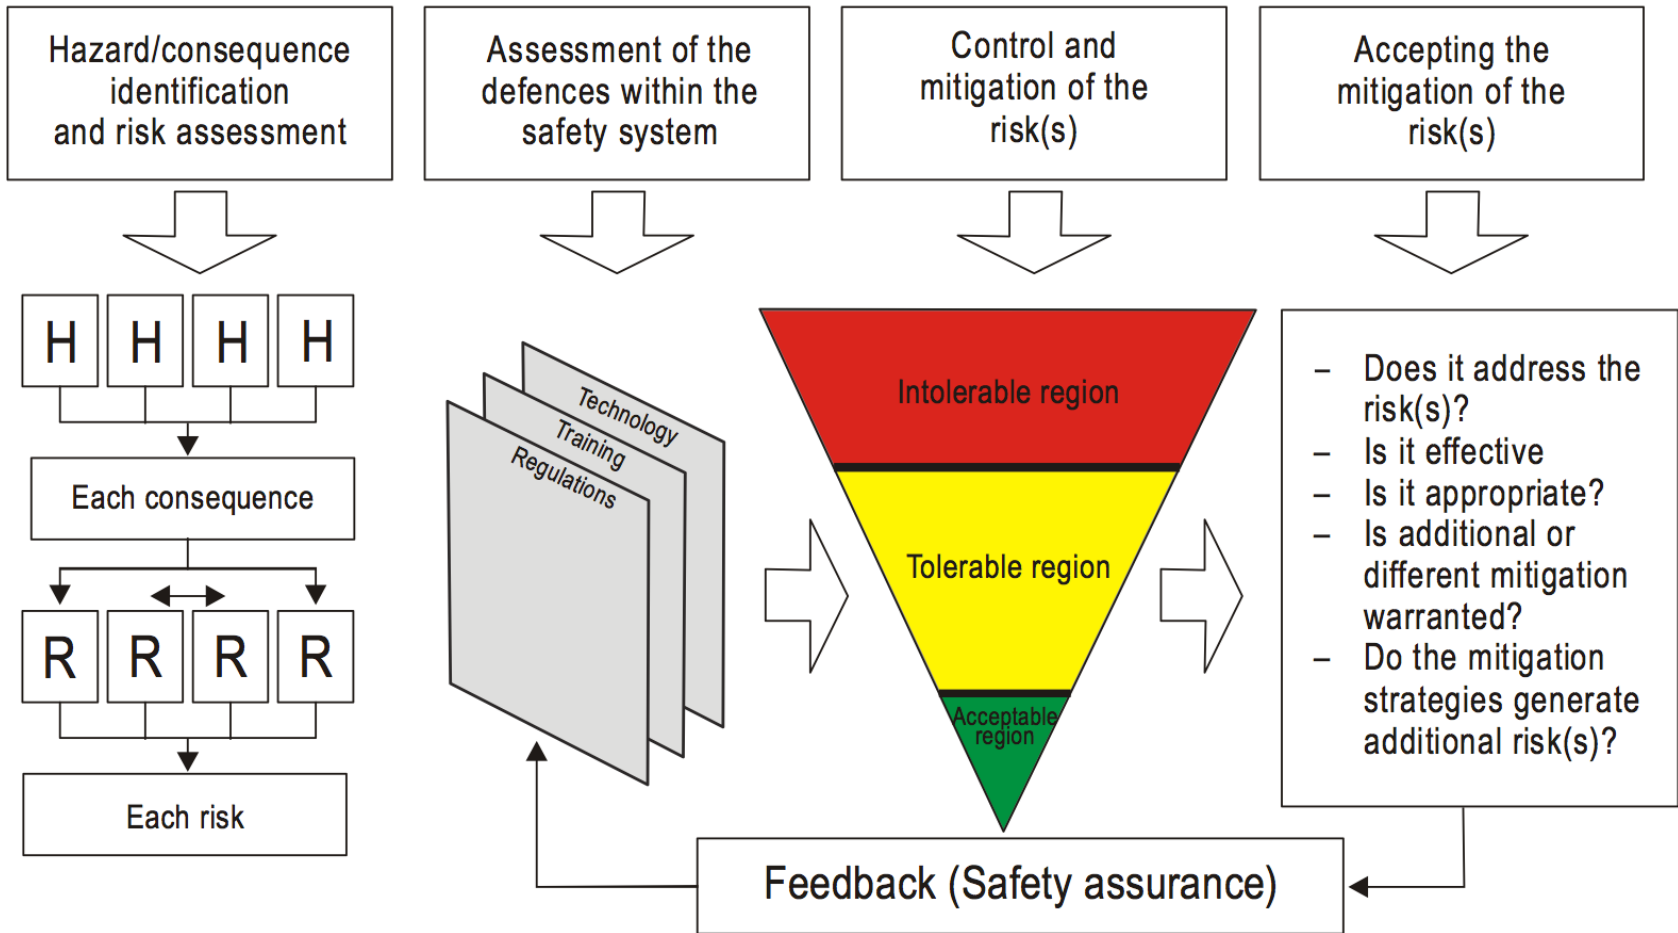 Hazard/consequence
identification
and risk assessment
Assessment of the
defences within the
safety system
Control and
mitigation of the
risk(s)
Accepting the
mitigation of the
risk(s)
H H H H
Each consequence
R R R R
Each risk
Technology
Training
Regulations
Intolerable region
Tolerable region
Acceptable
region
– Does it address the
risk(s)?
– Is it effective
– Is it appropriate?
– Is additional or
different mitigation
warranted?
– Do the mitigation
strategies generate
additional risk(s)?
Feedback (Safety assurance)